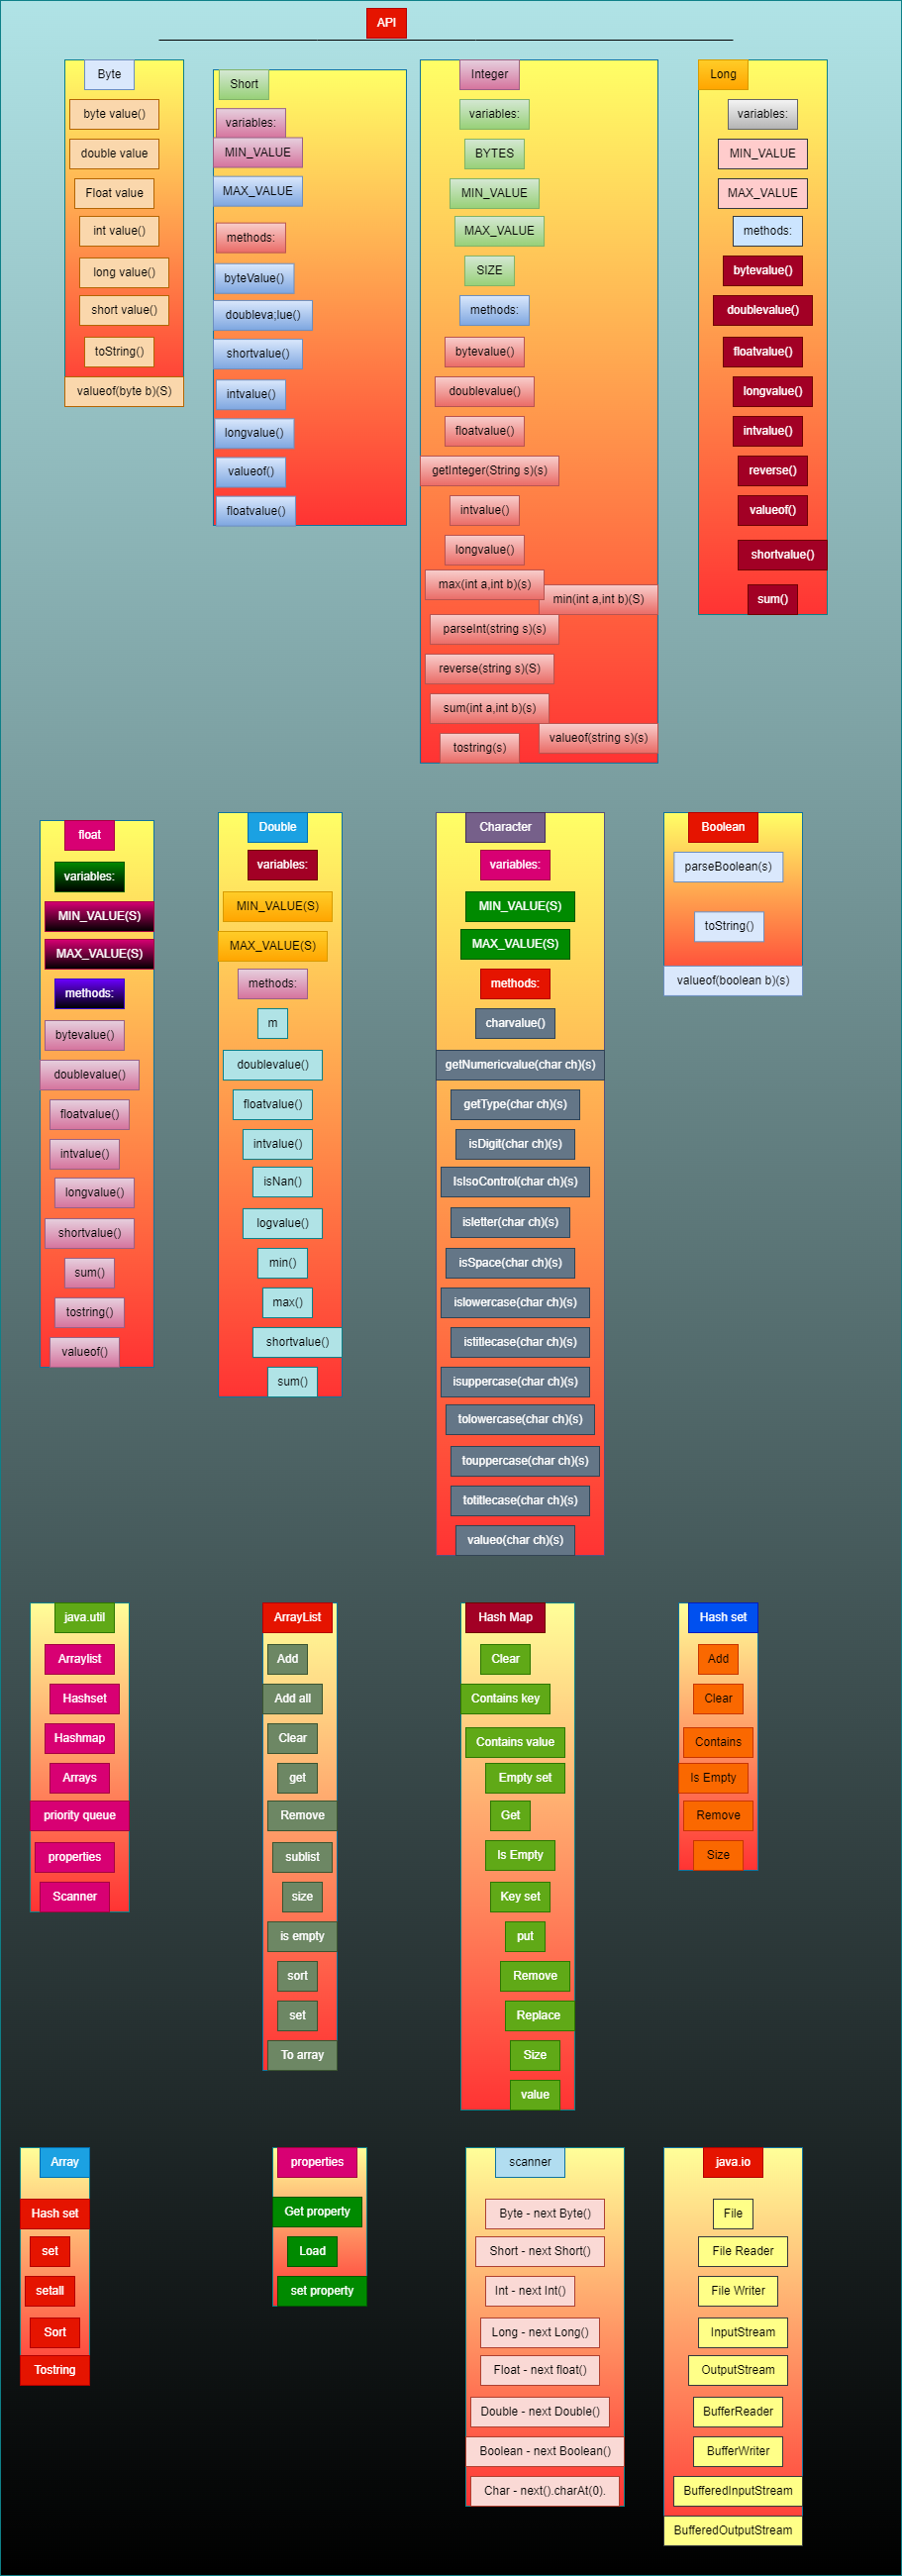 API
Byte
byte value()
double value
Float value
int value()
long value()
short value()
toString()
valueof(byte b)(S)
Short
variables:
MIN_VALUE
MAX_VALUE
methods:
byteValue()
doubleva;lue()
shortvalue()
intvalue()
longvalue()
valueof()
floatvalue()
Integer
variables:
BYTES
MIN_VALUE
MAX_VALUE
SIZE
methods:
bytevalue()
doublevalue()
floatvalue()
getInteger(String s)(s)
intvalue()
longvalue()
max(int a,int b)(s)
min(int a,int b)(S)
parseInt(string s)(s)
reverse(string s)(S)
sum(int a,int b)(s)
valueof(string s)(s)
tostring(s)
Long
variables:
MIN_VALUE
MAX_VALUE
methods:
bytevalue()
doublevalue()
floatvalue()
longvalue()
intvalue()
reverse()
valueof()
shortvalue()
sum()
float
variables:
MIN_VALUE(S)
MAX_VALUE(S)
methods:
bytevalue()
doublevalue()
floatvalue()
intvalue()
longvalue()
shortvalue()
sum()
tostring()
valueof()
Double
variables:
MIN_VALUE(S)
MAX_VALUE(S)
methods:
m
doublevalue()
floatvalue()
intvalue()
isNan()
logvalue()
min()
max()
shortvalue()
sum()
Character
variables:
MIN_VALUE(S)
MAX_VALUE(S)
methods:
charvalue()
getNumericvalue(char ch)(s)
getType(char ch)(s)
isDigit(char ch)(s)
IsIsoControl(char ch)(s)
isletter(char ch)(s)
isSpace(char ch)(s)
islowercase(char ch)(s)
istitlecase(char ch)(s)
isuppercase(char ch)(s)
tolowercase(char ch)(s)
touppercase(char ch)(s)
totitlecase(char ch)(s)
valueo(char ch)(s)
Boolean
parseBoolean(s)
toString()
valueof(boolean b)(s)
java.util
Arraylist
Hashset
Hashmap
Arrays
priority queue
properties
Scanner
ArrayList
Add
Add all
Clear
get
Remove
sublist
size
is empty
sort
set
To array
Hash Map
Clear
Contains key
Contains value
Empty set
Get
Is Empty
Key set
put
Remove
Replace
Size
value
Hash set
Add
Clear
Contains
Is Empty
Remove
Size
Array
Hash set
set
setall
Sort
Tostring
properties
Get property
Load
set property
scanner
Byte - next Byte()
Short - next Short()
Int - next Int()
Long - next Long()
Float - next float()
Double - next Double()
Boolean - next Boolean()
Char - next().charAt(0).
java.io
File
File Reader
File Writer
InputStream
OutputStream
BufferReader
BufferWriter
BufferedInputStream
BufferedOutputStream